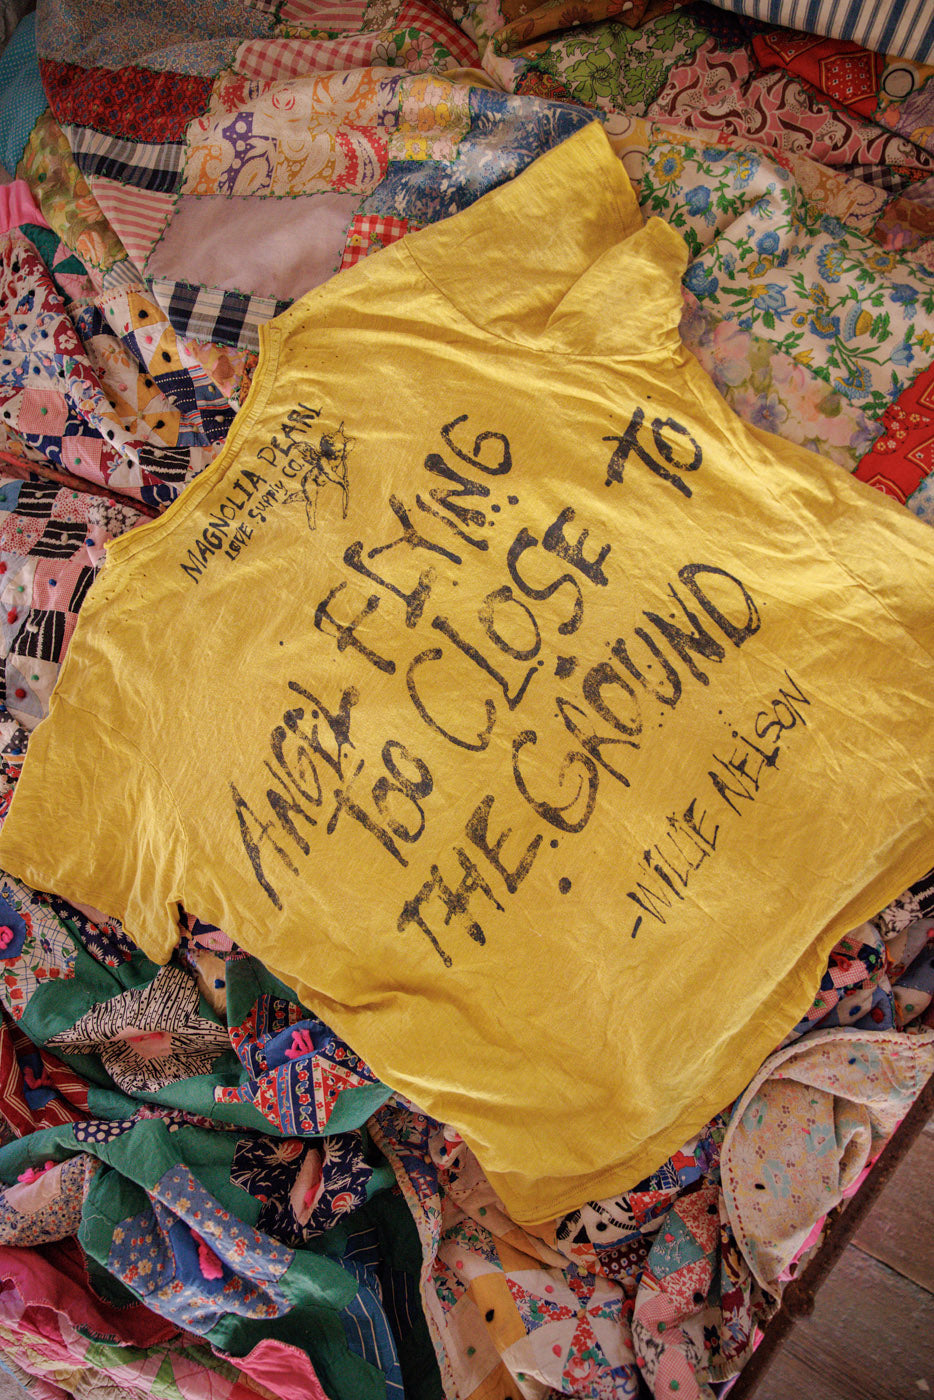 MAGNOLIA PEARL
LOVE SUPPLY CO.
ANGEL FLYING
TOO CLOSE TO
THE GROUND
-WILLIE NELSON